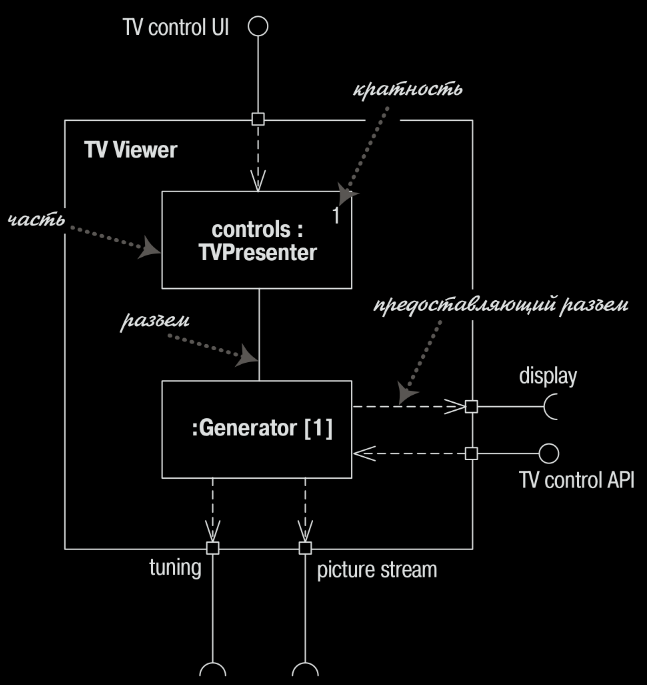 TV control UI
кратность
TV Viewer
1
часть
controls :
TVPresenter
предоставляющий разъем
разъем
display
:Generator [1]
TV control API
tuning
picture stream